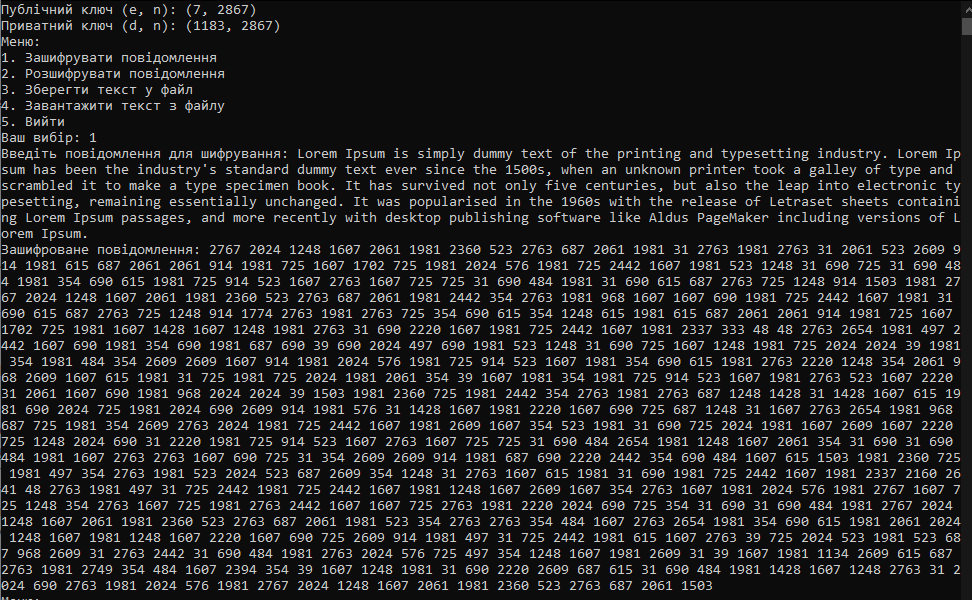 Публічний ключ (e, n): (7, 2867)
Приватний ключ (d, n): (1183, 2867)
Меню:
1. Зашифрувати повідомлення
2. Розшифрувати повідомлення
3. Зберегти текст у файл
4. Завантажити текст з файлу
5. Вийти
Ваш вибір: 1
Введіть повідомлення для шифрування: Lorem Ipsum is simply dummy text of the printing and typesetting industry. Lorem Ip
sum has been the industry's standard dummy text ever since the 1500s, when an unknown printer took a galley of type and
scrambled it to make a type specimen book. It has survived not only five centuries, but also the leap into electronic ty
pesetting, remaining essentially unchanged. It was popularised in the 1960s with the release of Letraset sheets containi
ng Lorem Ipsum passages, and more recently with desktop publishing software like Aldus PageMaker including versions of L
orem Ipsum.
Зашифроване повідомлення: 2767 2024 1248 1607 2061 1981 2360 523 2763 687 2061 1981 31 2763 1981 2763 31 2061 523 2609 9
14 1981 615 687 2061 2061 914 1981 725 1607 1702 725 1981 2024 576 1981 725 2442 1607 1981 523 1248 31 690 725 31 690 48
4 1981 354 690 615 1981 725 914 523 1607 2763 1607 725 725 31 690 484 1981 31 690 615 687 2763 725 1248 914 1503 1981 27
67 2024 1248 1607 2061 1981 2360 523 2763 687 2061 1981 2442 354 2763 1981 968 1607 1607 690 1981 725 2442 1607 1981 31
690 615 687 2763 725 1248 914 1774 2763 1981 2763 725 354 690 615 354 1248 615 1981 615 687 2061 2061 914 1981 725 1607
1702 725 1981 1607 1428 1607 1248 1981 2763 31 690 2220 1607 1981 725 2442 1607 1981 2337 333 48 48 2763 2654 1981 497 2
442 1607 690 1981 354 690 1981 687 690 39 690 2024 497 690 1981 523 1248 31 690 725 1607 1248 1981 725 2024 2024 39 1981
354 1981 484 354 2609 2609 1607 914 1981 2024 576 1981 725 914 523 1607 1981 354 690 615 1981 2763 2220 1248 354 2061 9
68 2609 1607 615 1981 31 725 1981 725 2024 1981 2061 354 39 1607 1981 354 1981 725 914 523 1607 1981 2763 523 1607 2220
31 2061 1607 690 1981 968 2024 2024 39 1503 1981 2360 725 1981 2442 354 2763 1981 2763 687 1248 1428 31 1428 1607 615 19
81 690 2024 725 1981 2024 690 2609 914 1981 576 31 1428 1607 1981 2220 1607 690 725 687 1248 31 1607 2763 2654 1981 968
687 725 1981 354 2609 2763 2024 1981 725 2442 1607 1981 2609 1607 354 523 1981 31 690 725 2024 1981 1607 2609 1607 2220
725 1248 2024 690 31 2220 1981 725 914 523 1607 2763 1607 725 725 31 690 484 2654 1981 1248 1607 2061 354 31 690 31 690
484 1981 1607 2763 2763 1607 690 725 31 354 2609 2609 914 1981 687 690 2220 2442 354 690 484 1607 615 1503 1981 2360 725
1981 497 354 2763 1981 523 2024 523 687 2609 354 1248 31 2763 1607 615 1981 31 690 1981 725 2442 1607 1981 2337 2160 26
41 48 2763 1981 497 31 725 2442 1981 725 2442 1607 1981 1248 1607 2609 1607 354 2763 1607 1981 2024 576 1981 2767 1607 7
25 1248 354 2763 1607 725 1981 2763 2442 1607 1607 725 2763 1981 2220 2024 690 725 354 31 690 31 690 484 1981 2767 2024
1248 1607 2061 1981 2360 523 2763 687 2061 1981 523 354 2763 2763 354 484 1607 2763 2654 1981 354 690 615 1981 2061 2024
1248 1607 1981 1248 1607 2220 1607 690 725 2609 914 1981 497 31 725 2442 1981 615 1607 2763 39 725 2024 523 1981 523 68
7 968 2609 31 2763 2442 31 690 484 1981 2763 2024 576 725 497 354 1248 1607 1981 2609 31 39 1607 1981 1134 2609 615 687
2763 1981 2749 354 484 1607 2394 354 39 1607 1248 1981 31 690 2220 2609 687 615 31 690 484 1981 1428 1607 1248 2763 31 2
024 690 2763 1981 2024 576 1981 2767 2024 1248 1607 2061 1981 2360 523 2763 687 2061 1503